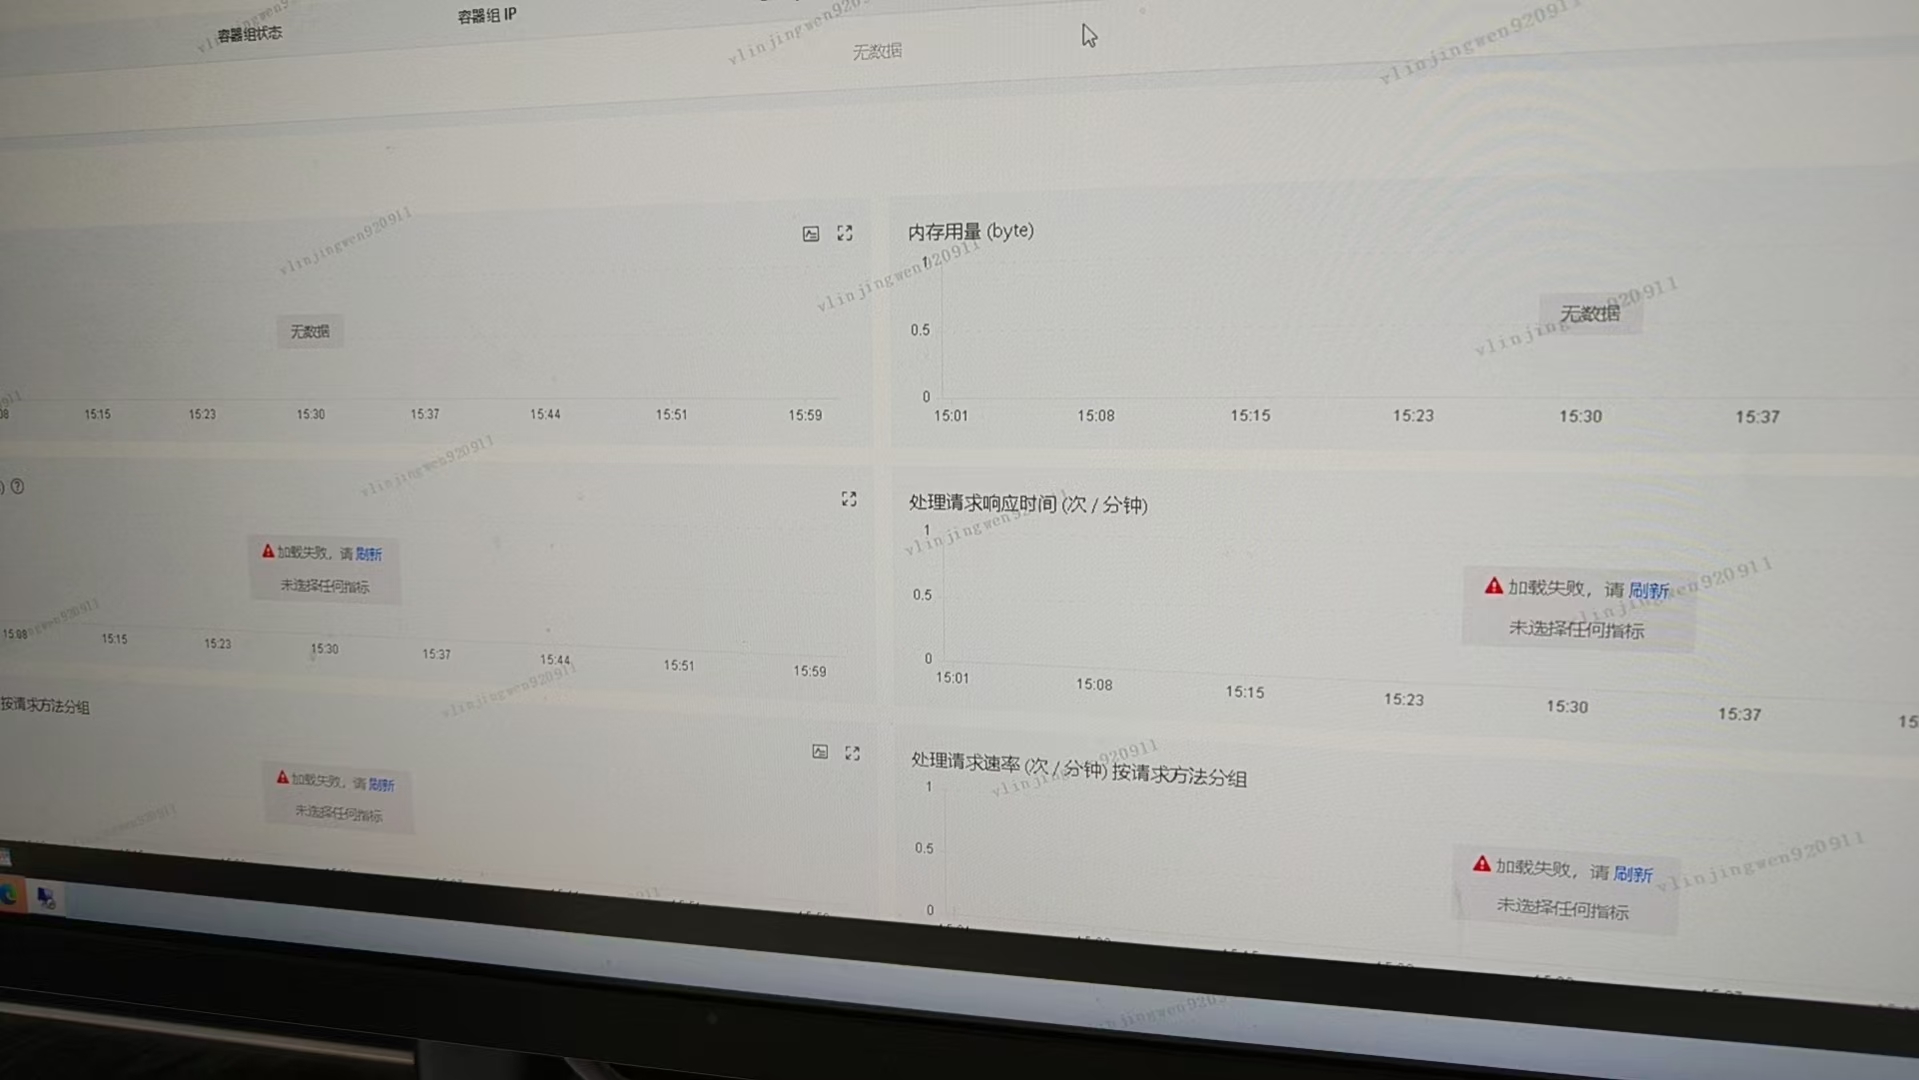 容器组状态
容器组 IP
无数据
内存用量 (byte)
1
0.5
0
无数据
无数据
15:15
15:23
15:30
15:37
15:44
15:51
15:59
15:01
15:08
15:15
15:23
15:30
15:37
处理请求响应时间 (次 / 分钟)
1
0.5
0
加载失败，请 刷新
未选择任何指标
加载失败，请 刷新
未选择任何指标
15:08
15:15
15:23
15:30
15:37
15:44
15:51
15:59
15:01
15:08
15:15
15:23
15:30
15:37
15
按请求方法分组
处理请求速率 (次 / 分钟) 按请求方法分组
1
0.5
0
加载失败，请 刷新
未选择任何指标
加载失败，请 刷新
未选择任何指标
vlinjingwen920911